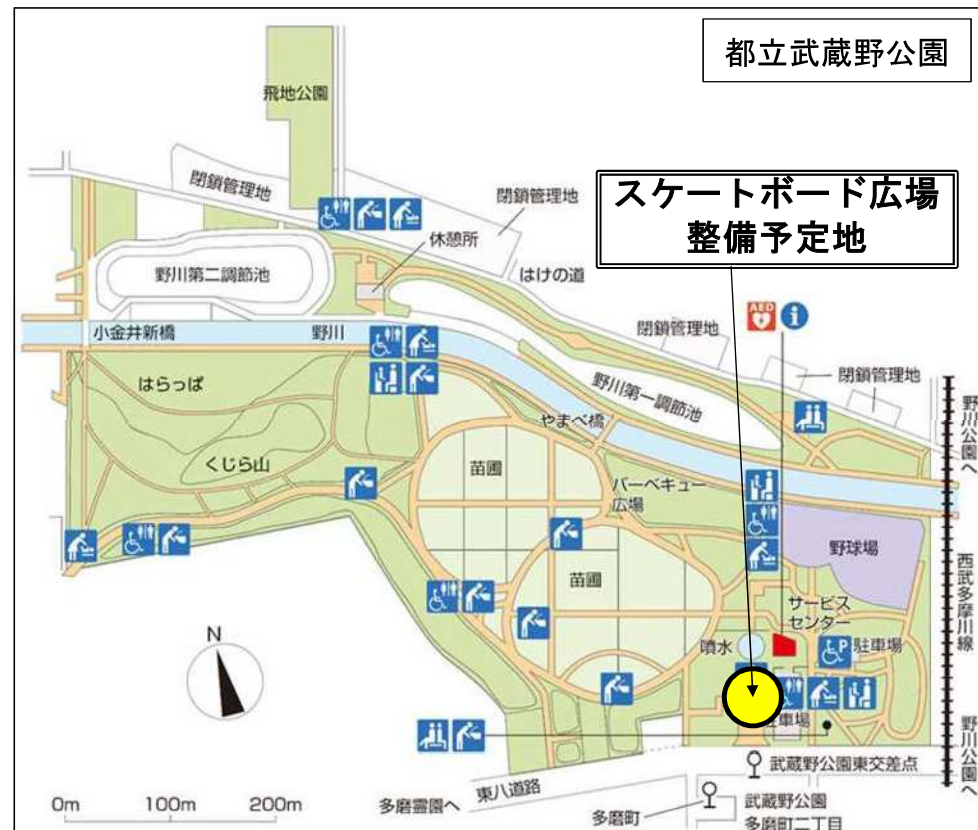 都立武蔵野公園
飛地公園
閉鎖管理地
閉鎖管理地
スケートボード広場
整備予定地
休憩所
はけの道
野川第二調節池
AED
i
小金井新橋
野川
閉鎖管理地
はらっぱ
野川第一調節池
閉鎖管理地
野川公園へ
やまべ橋
くじら山
苗圃
バーベキュー
広場
野球場
苗圃
西武多摩川線
サービス
センター
N
噴水
P
駐車場
駐車場
野川公園へ
武蔵野公園東交差点
0m
100m
200m
多磨霊園へ
東八道路
多磨町
武蔵野公園
多磨町二丁目